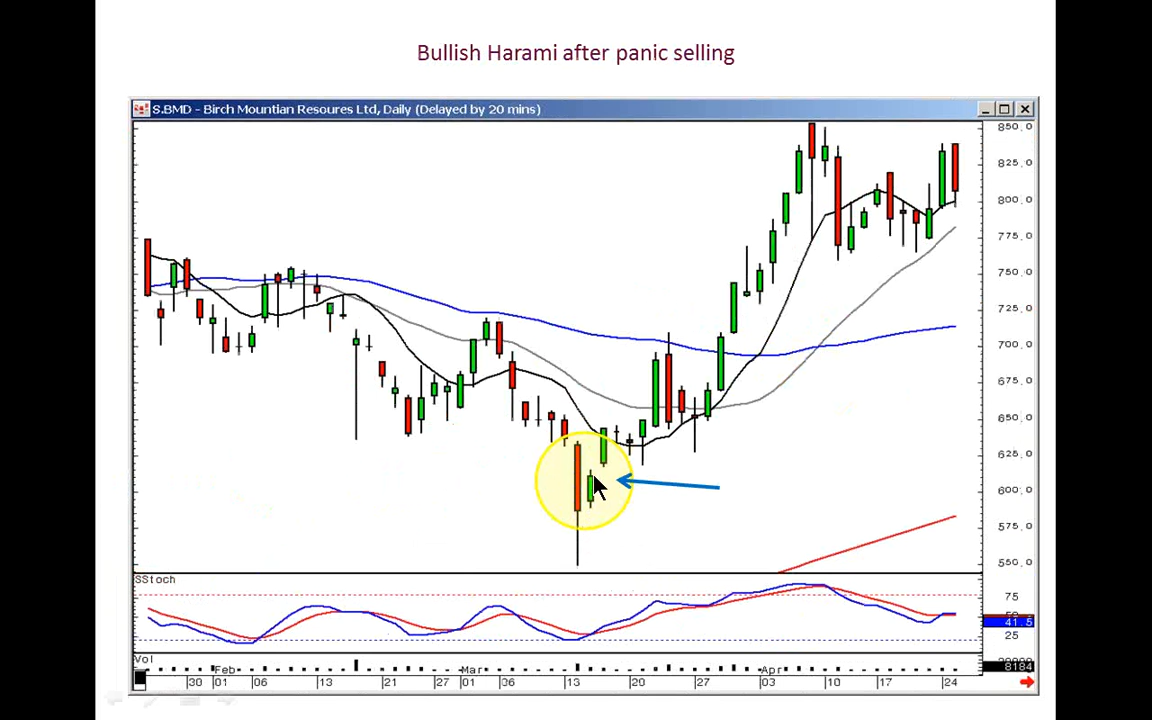 Bullish Harami after panic selling
S.BMD - Birch Mountian Resoures Ltd, Daily (Delayed by 20 mins)
850.0
825.0
800.0
775.0
750.0
725.0
700.0
675.0
650.0
625.0
600.0
575.0
550.0
SStoch
75
41.5
25
Vol
8184
Feb Mar Apr
30 01 06 13 21 27 01 06 13 20 27 03 10 17 24